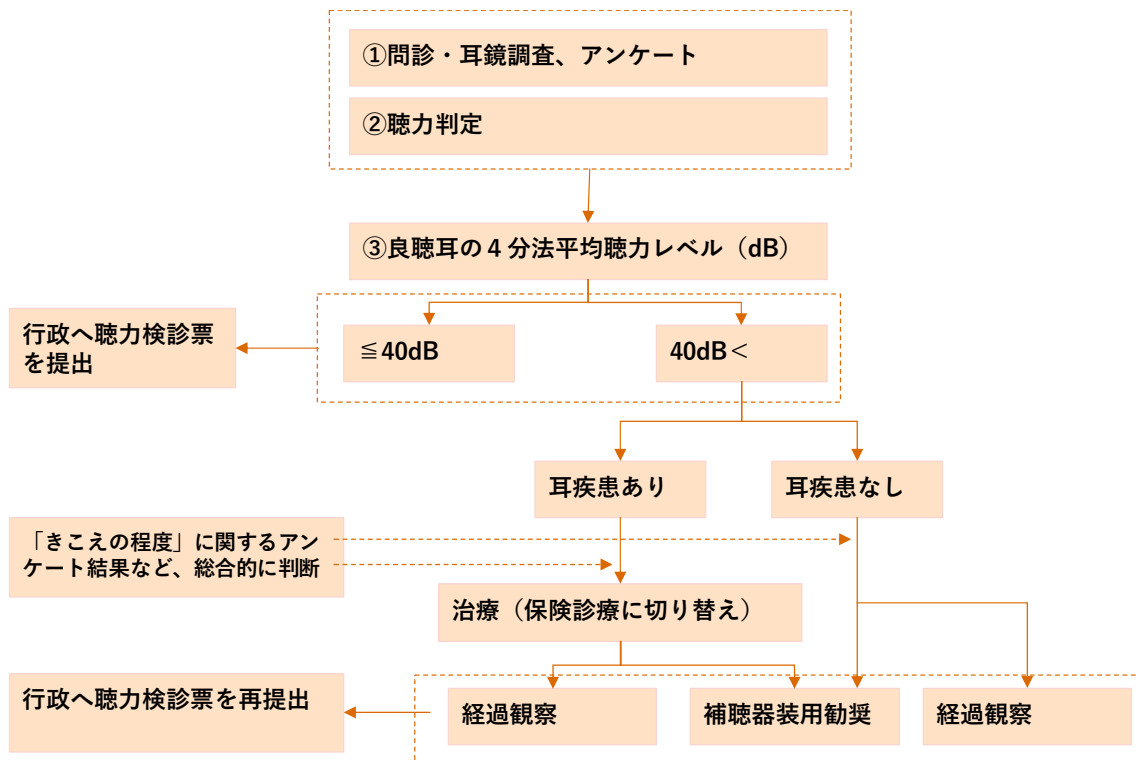 ①問診・耳鏡調査、アンケート
②聴力判定
③良聴耳の４分法平均聴力レベル（dB）
行政へ聴力検診票
を提出
≦40dB
40dB＜
耳疾患あり
耳疾患なし
「きこえの程度」に関するアン
ケート結果など、総合的に判断
治療（保険診療に切り替え）
行政へ聴力検診票を再提出
経過観察
補聴器装用勧奨
経過観察